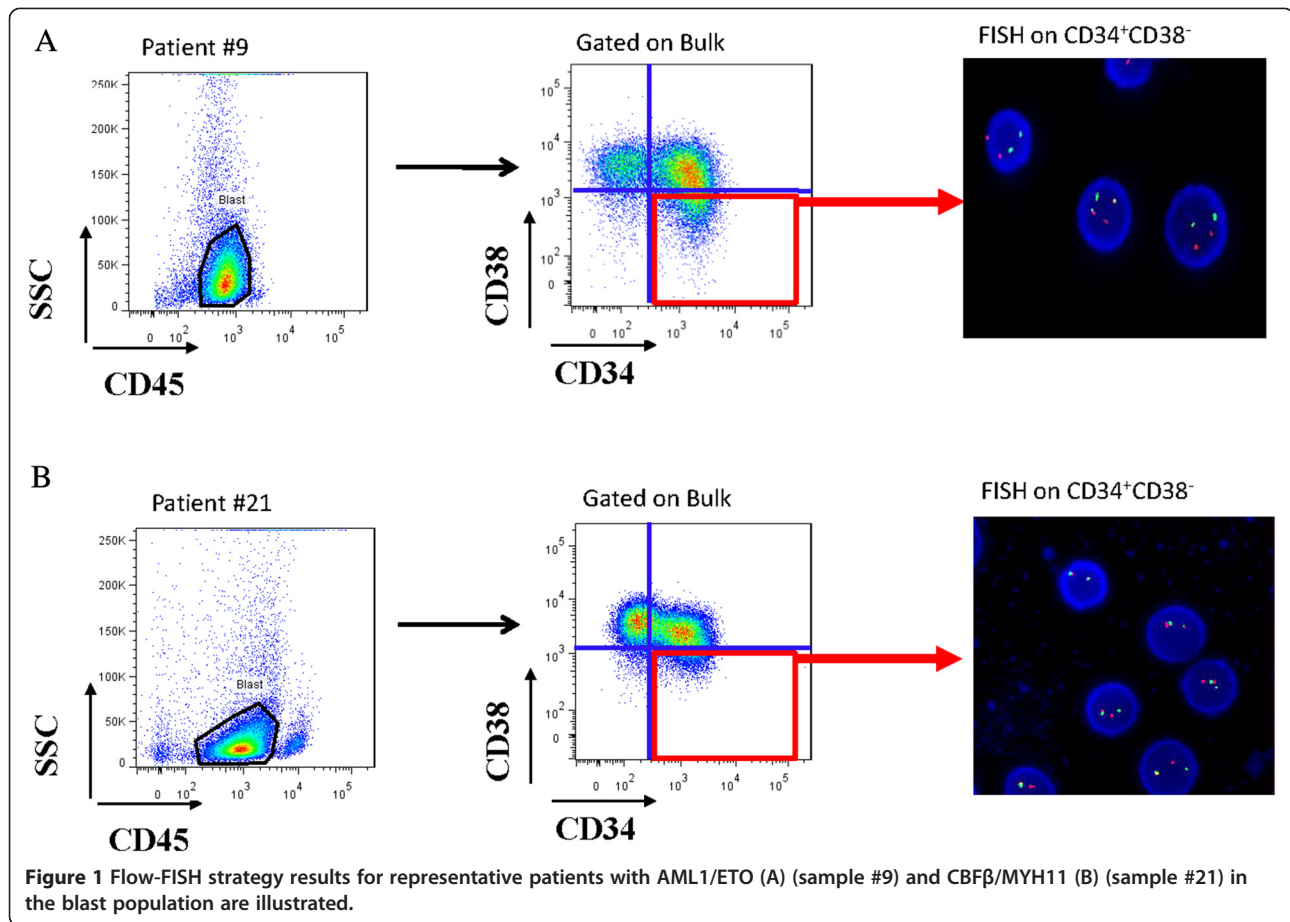 A
Patient #9
Gated on Bulk
FISH on CD34⁺CD38⁻
250K
200K
150K
100K
50K
0
Blast
SSC
0 10² 10³ 10⁴ 10⁵
CD45
10⁵
10⁴
10³
10²
0
CD38
0 10² 10³ 10⁴ 10⁵
CD34
B
Patient #21
Gated on Bulk
FISH on CD34⁺CD38⁻
250K
200K
150K
100K
50K
0
Blast
SSC
0 10² 10³ 10⁴ 10⁵
CD45
10⁵
10⁴
10³
10²
0
CD38
0 10² 10³ 10⁴ 10⁵
CD34
Figure 1 Flow-FISH strategy results for representative patients with AML1/ETO (A) (sample #9) and CBFβ/MYH11 (B) (sample #21) in
the blast population are illustrated.